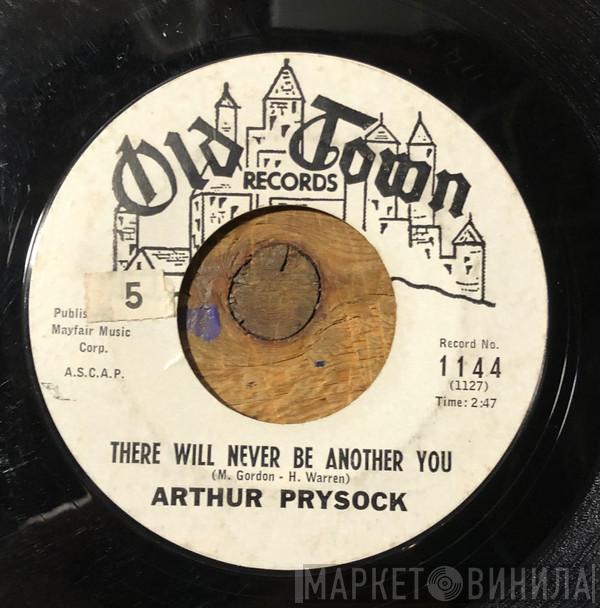 Old Town
RECORDS
5
Publis
Mayfair Music
Corp.
A.S.C.A.P.
Record No.
1144
(1127)
Time: 2:47
THERE WILL NEVER BE ANOTHER YOU
(M. Gordon - H. Warren)
ARTHUR PRYSOCK
МАРКЕТ ВИНИЛА